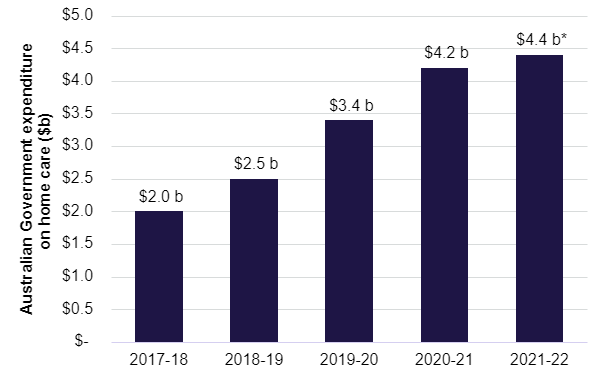 Australian Government expenditure
on home care ($b)
$5.0
$4.5
$4.0
$3.5
$3.0
$2.5
$2.0
$1.5
$1.0
$0.5
$-
$2.0 b
$2.5 b
$3.4 b
$4.2 b
$4.4 b*
2017-18
2018-19
2019-20
2020-21
2021-22